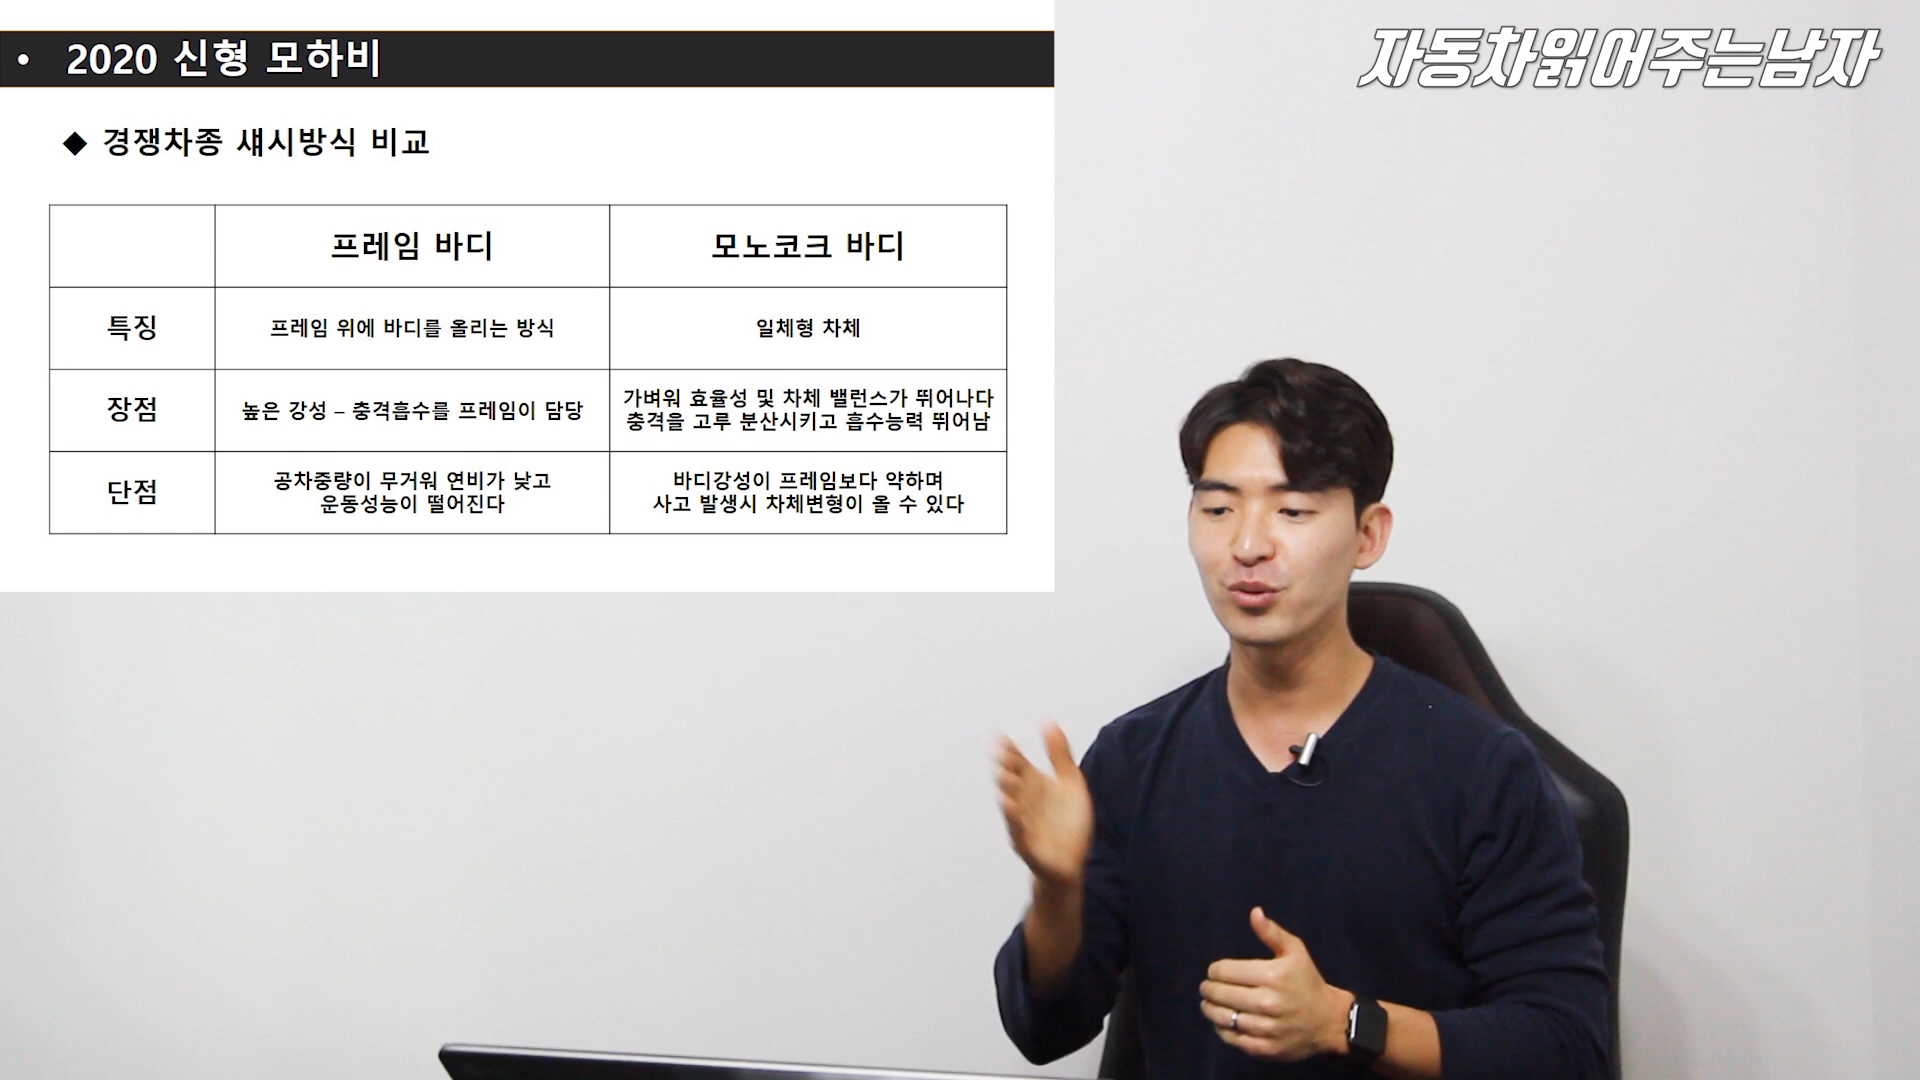 • 2020 신형 모하비
자동차읽어주는남자
◆ 경쟁차종 섀시방식 비교
프레임 바디
모노코크 바디
특징
프레임 위에 바디를 올리는 방식
일체형 차체
장점
높은 강성 – 충격흡수를 프레임이 담당
가벼워 효율성 및 차체 밸런스가 뛰어나다
충격을 고루 분산시키고 흡수능력 뛰어남
단점
공차중량이 무거워 연비가 낮고
운동성능이 떨어진다
바디강성이 프레임보다 약하며
사고 발생시 차체변형이 올 수 있다